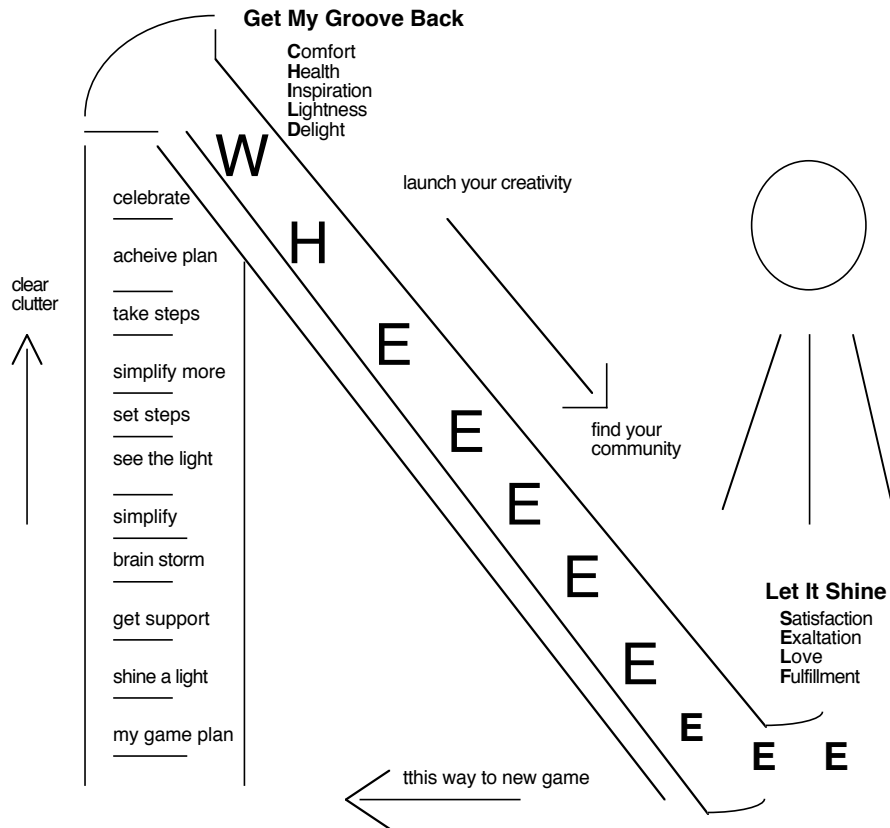 Get My Groove Back
Comfort
Health
Inspiration
Lightness
Delight
W
H
E
E
E
E
E
E
E
E
launch your creativity
find your
community
celebrate
acheive plan
take steps
simplify more
set steps
see the light
simplify
brain storm
get support
shine a light
my game plan
clear
clutter
Let It Shine
Satisfaction
Exaltation
Love
Fulfillment
tthis way to new game